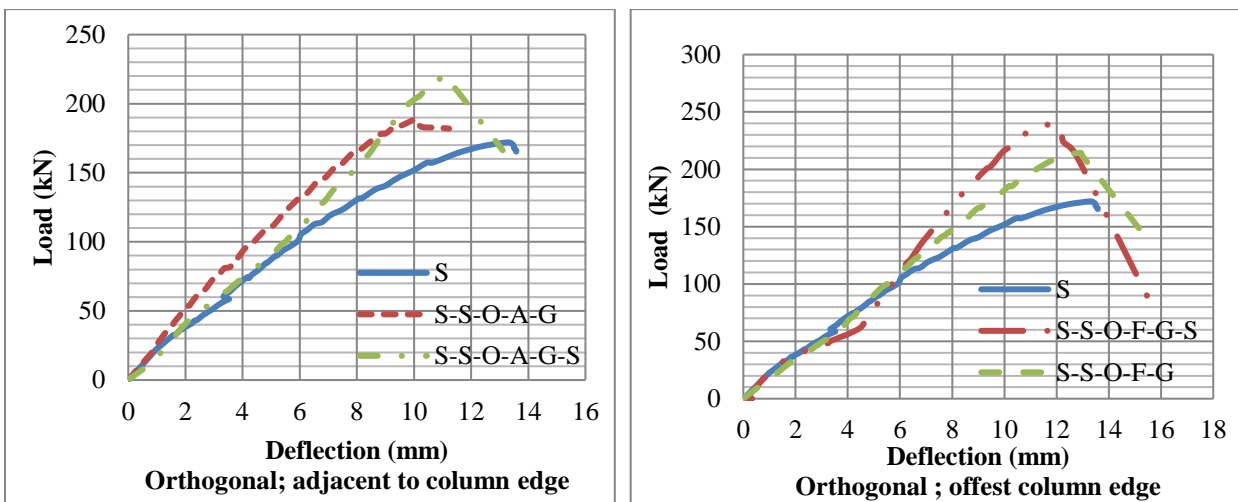 250
200
150
100
50
0
Load (kN)
S
S-S-O-A-G
S-S-O-A-G-S
0 2 4 6 8 10 12 14 16
Deflection (mm)
Orthogonal; adjacent to column edge
300
250
200
150
100
50
0
Load (kN)
S
S-S-O-F-G-S
S-S-O-F-G
0 2 4 6 8 10 12 14 16 18
Deflection (mm)
Orthogonal ; offest column edge